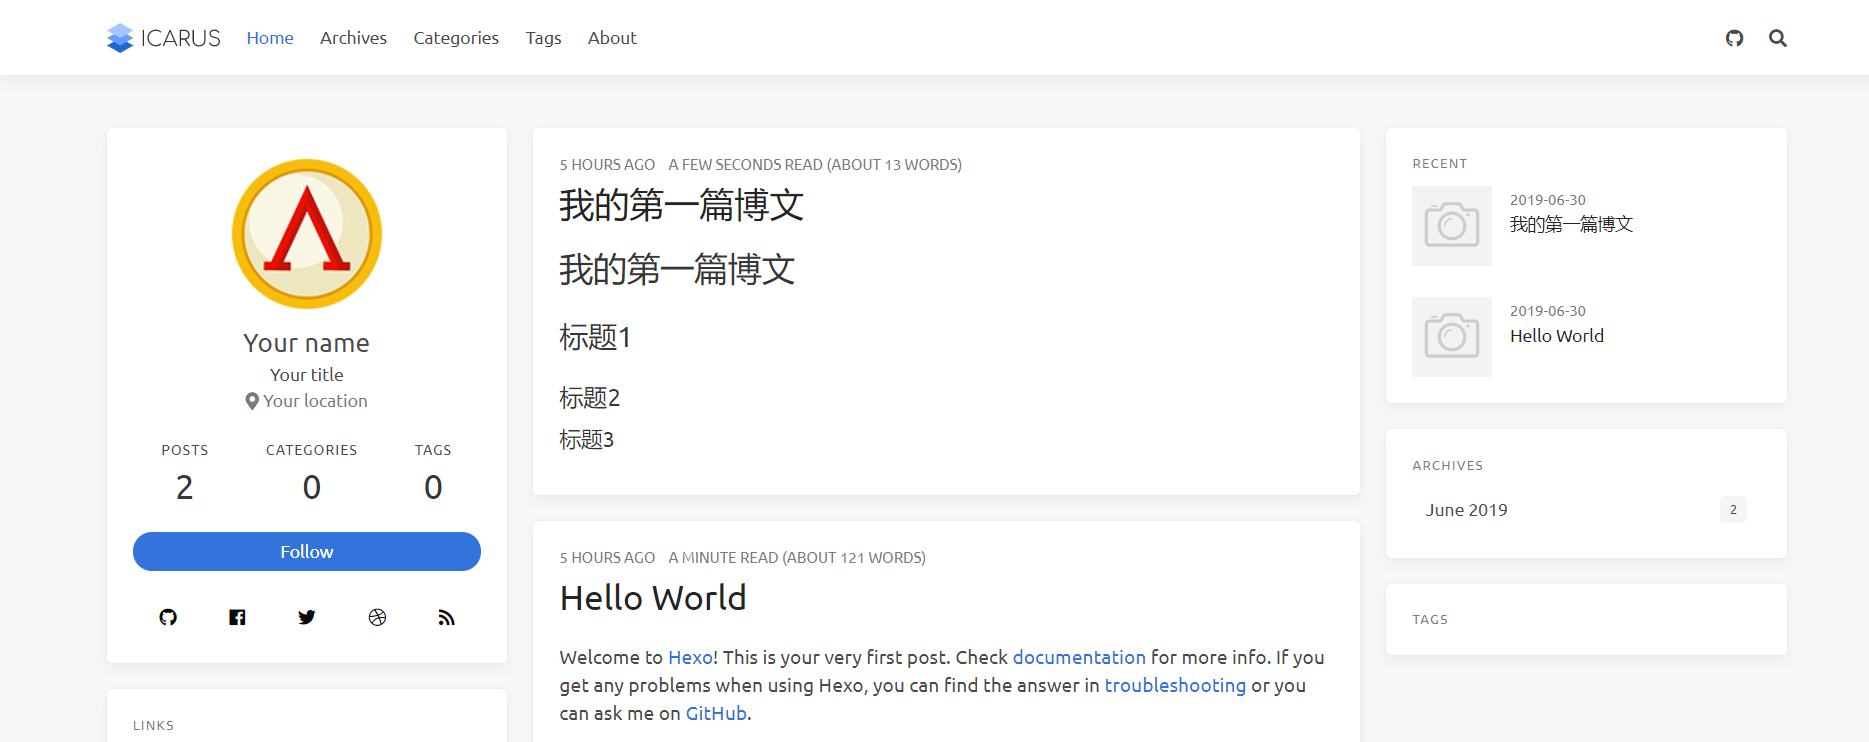 ICARUS Home Archives Categories Tags About
Your name
Your title
Your location
POSTS CATEGORIES TAGS
2 0 0
Follow
LINKS
5 HOURS AGO A FEW SECONDS READ (ABOUT 13 WORDS)
我的第一篇博文
我的第一篇博文
标题1
标题2
标题3
5 HOURS AGO A MINUTE READ (ABOUT 121 WORDS)
Hello World
Welcome to Hexo! This is your very first post. Check documentation for more info. If you
get any problems when using Hexo, you can find the answer in troubleshooting or you
can ask me on GitHub.
RECENT
2019-06-30
我的第一篇博文
2019-06-30
Hello World
ARCHIVES
June 2019 2
TAGS